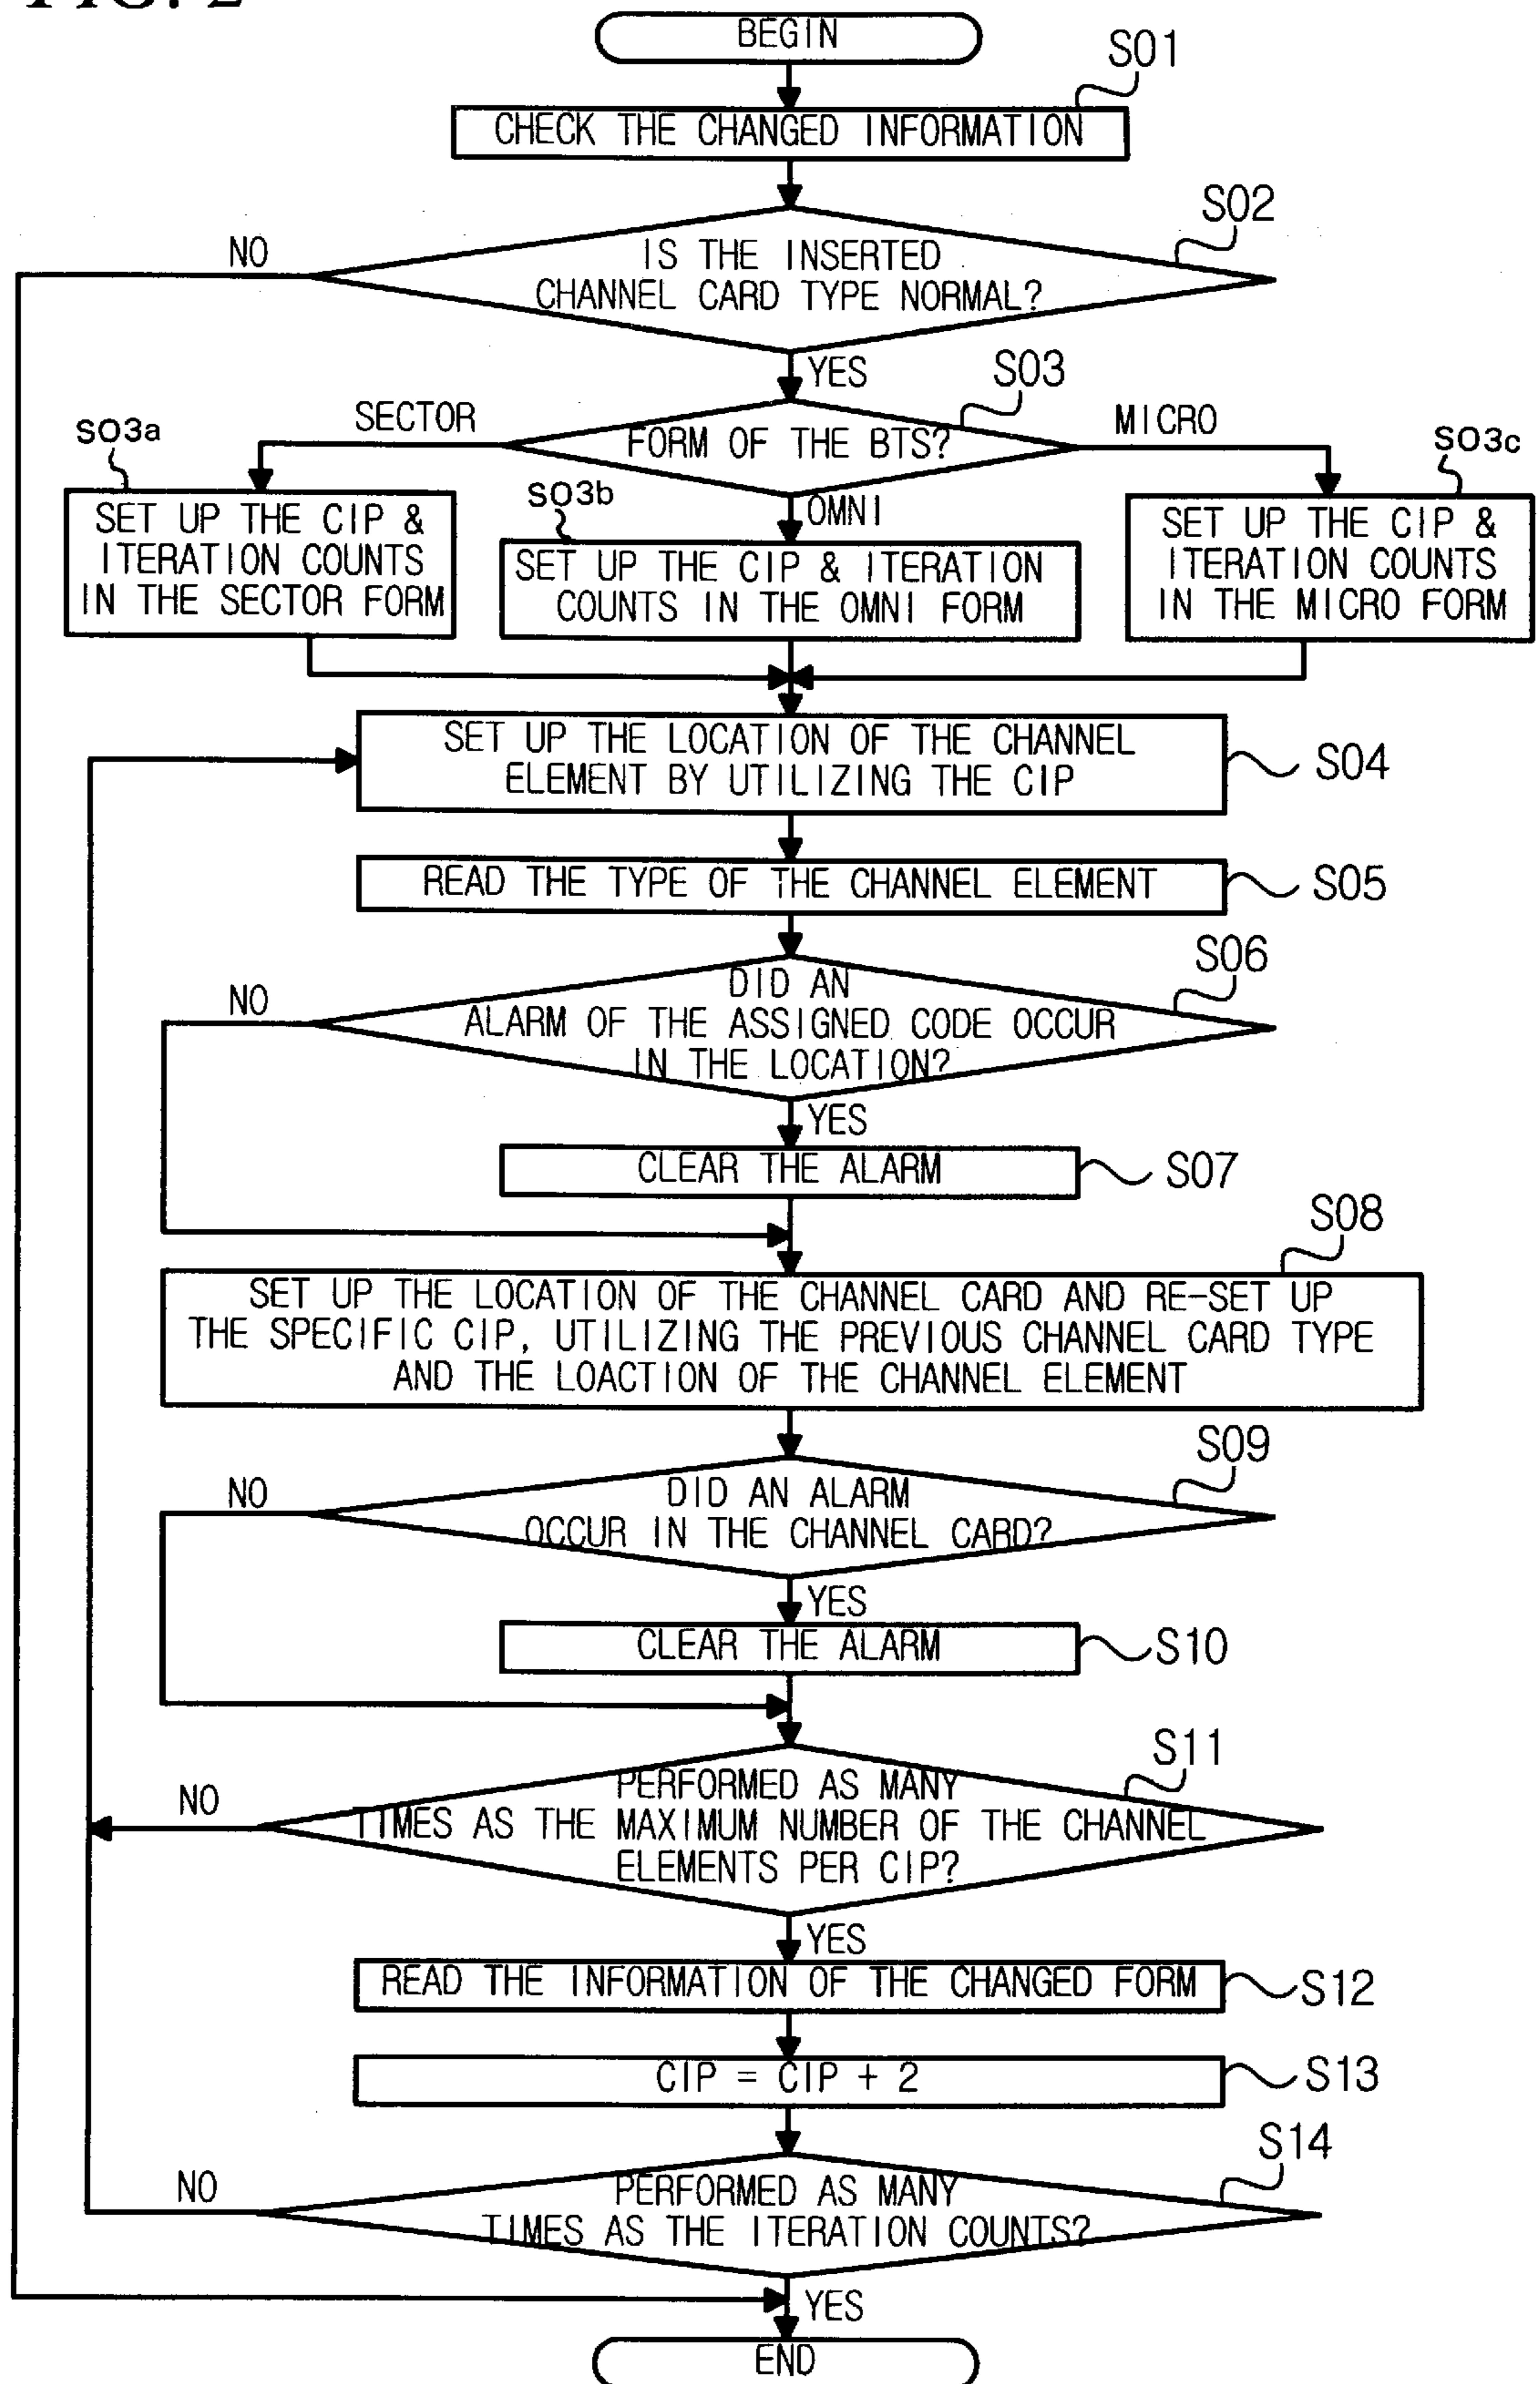 FIG. 2
BEGIN
S01
CHECK THE CHANGED INFORMATION
S02
NO
IS THE INSERTED
CHANNEL CARD TYPE NORMAL?
YES
S03
SECTOR
FORM OF THE BTS?
MICRO
S03a
S03b
S03c
OMNI
SET UP THE CIP &
ITERATION COUNTS
IN THE SECTOR FORM
SET UP THE CIP & ITERATION
COUNTS IN THE OMNI FORM
SET UP THE CIP &
ITERATION COUNTS
IN THE MICRO FORM
SET UP THE LOCATION OF THE CHANNEL
ELEMENT BY UTILIZING THE CIP
S04
READ THE TYPE OF THE CHANNEL ELEMENT
S05
S06
NO
DID AN
ALARM OF THE ASSIGNED CODE OCCUR
IN THE LOCATION?
YES
CLEAR THE ALARM
S07
S08
SET UP THE LOCATION OF THE CHANNEL CARD AND RE-SET UP
THE SPECIFIC CIP, UTILIZING THE PREVIOUS CHANNEL CARD TYPE
AND THE LOACTION OF THE CHANNEL ELEMENT
S09
NO
DID AN ALARM
OCCUR IN THE CHANNEL CARD?
YES
CLEAR THE ALARM
S10
S11
NO
PERFORMED AS MANY
TIMES AS THE MAXIMUM NUMBER OF THE CHANNEL
ELEMENTS PER CIP?
YES
READ THE INFORMATION OF THE CHANGED FORM
S12
CIP = CIP + 2
S13
S14
NO
PERFORMED AS MANY
TIMES AS THE ITERATION COUNTS?
YES
END